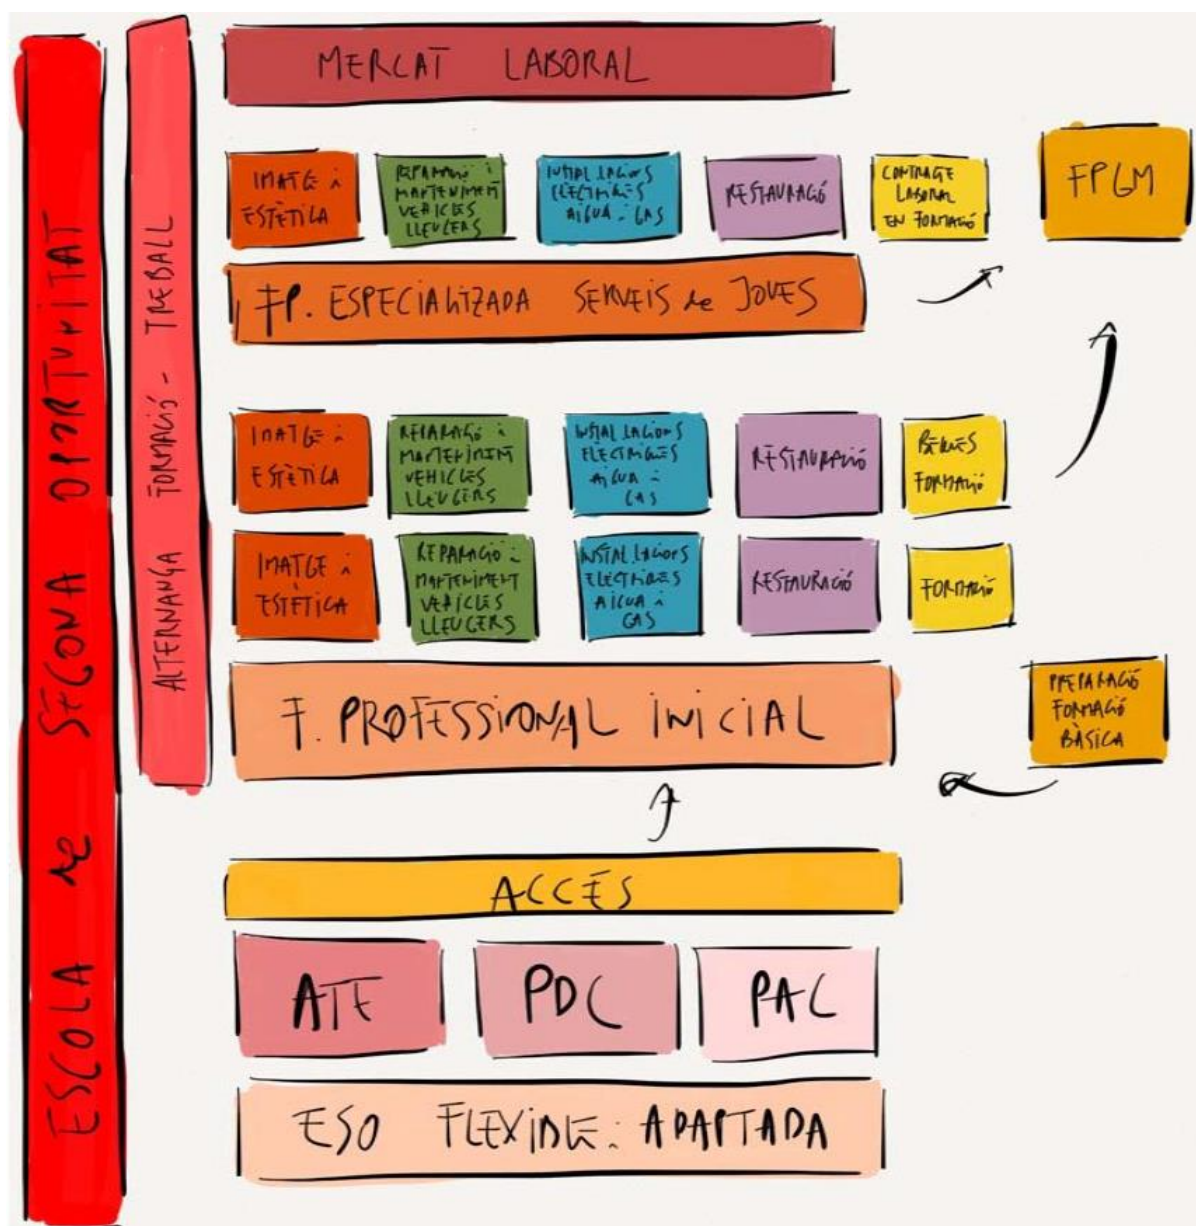 ESCOLA de SEGONA OPORTUNITAT
ALTERNANÇA FORMACIÓ - TREBALL
MERCAT LABORAL
IMATGE i
ESTÈTICA
REPARACIÓ i
MANTENIMENT
VEHICLES
LLEUGERS
INSTAL.LACIONS
ELÈCTRIQUES
AIGUA i GAS
RESTAURACIÓ
CONTRACTE
LABORAL
EN FORMACIÓ
FPGM
FP. ESPECIALITZADA SERVEIS de JOVES
IMATGE i
ESTÈTICA
REPARACIÓ i
MANTENIMENT
VEHICLES
LLEUGERS
INSTAL.LACIONS
ELÈCTRIQUES
AIGUA i
GAS
RESTAURACIÓ
BEQUES
FORMACIÓ
IMATGE i
ESTÈTICA
REPARACIÓ i
MANTENIMENT
VEHICLES
LLEUGERS
INSTAL.LACIONS
ELÈCTRIQUES
AIGUA i
GAS
RESTAURACIÓ
FORMACIÓ
F. PROFESSIONAL INICIAL
PREPARACIÓ
FORMACIÓ
BÀSICA
ACCÉS
ATE
PDC
PAC
ESO FLEXIBLE i ADAPTADA